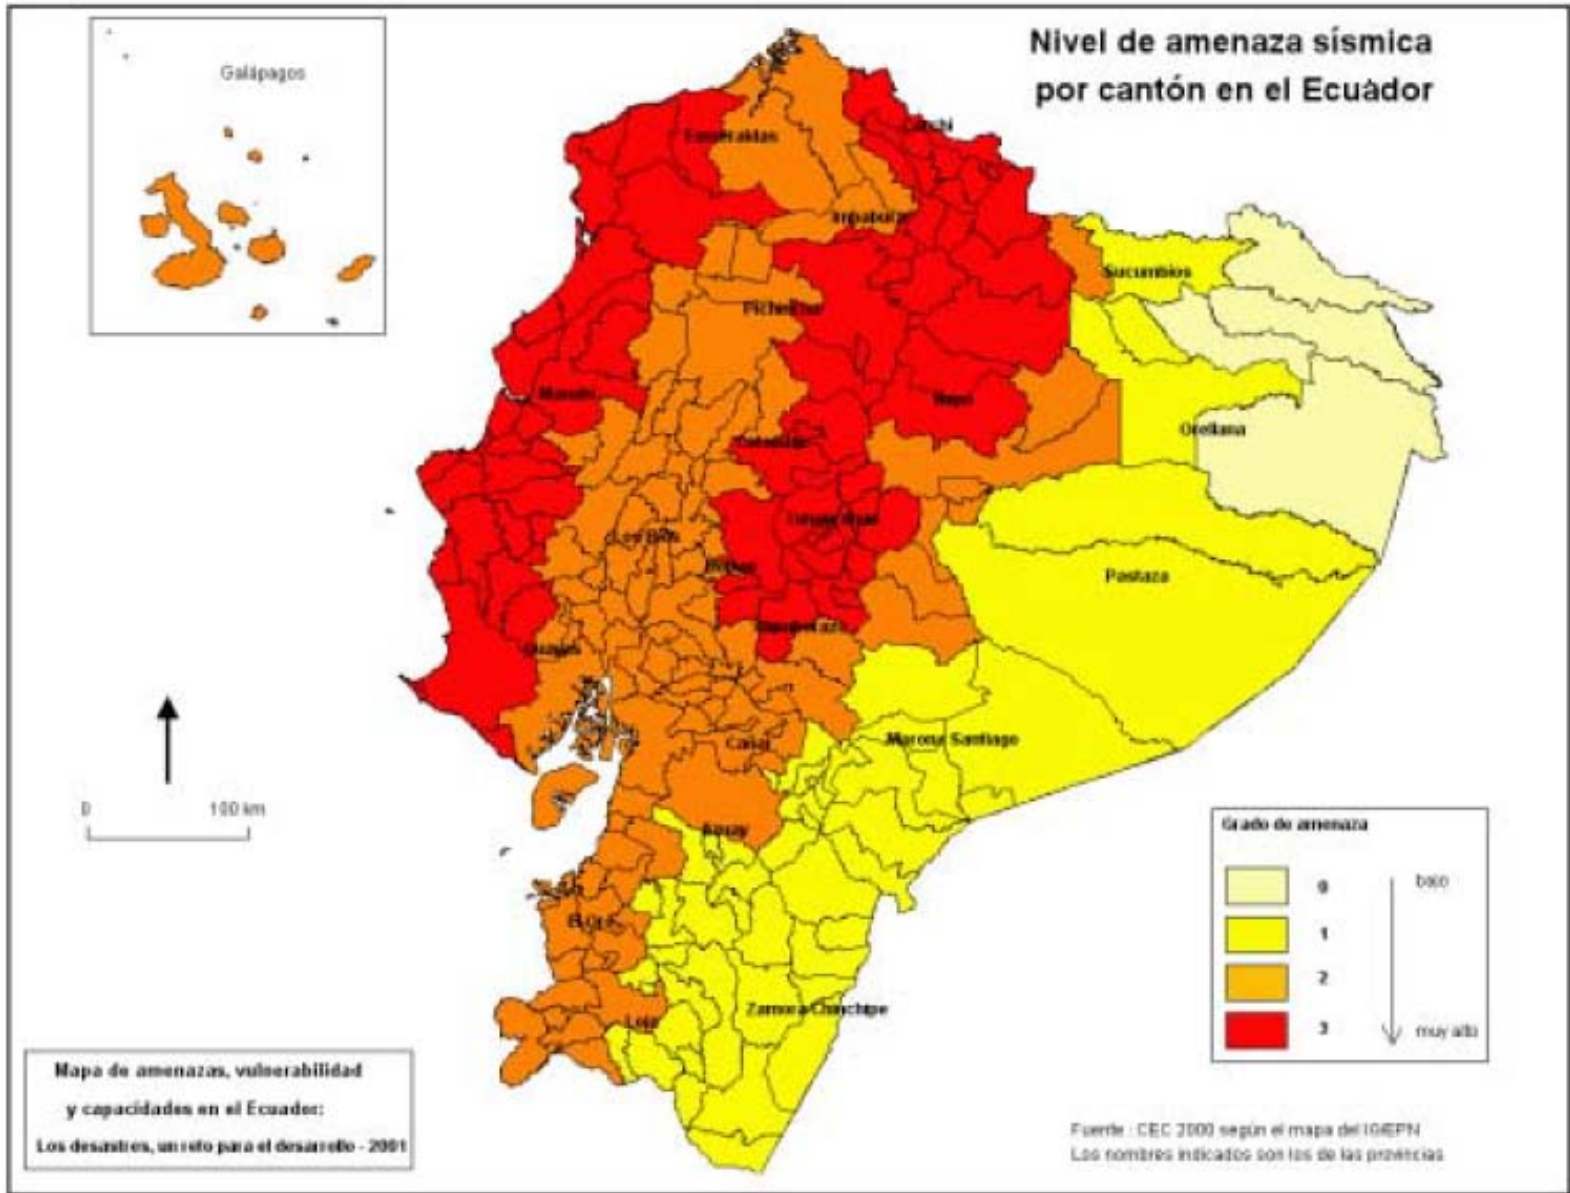 Nivel de amenaza sísmica
por cantón en el Ecuador
Galápagos
Esmeraldas
Carchi
Imbabura
Sucumbios
Pichincha
Manabi
Napo
Cotopaxi
Orellana
Tungurahua
Los Rios
Bolivar
Pastaza
Chimborazo
Guayas
Cañar
Morona Santiago
0 100 km
Azuay
El Oro
Loja
Zamora Chinchipe
Grado de amenaza
0 bajo
1
2
3 muy alto
Mapa de amenazas, vulnerabilidad
y capacidades en el Ecuador:
Los desastres, un reto para el desarrollo - 2001
Fuente : CEC 2000 según el mapa del IG/EPN
Los nombres indicados son los de las provincias